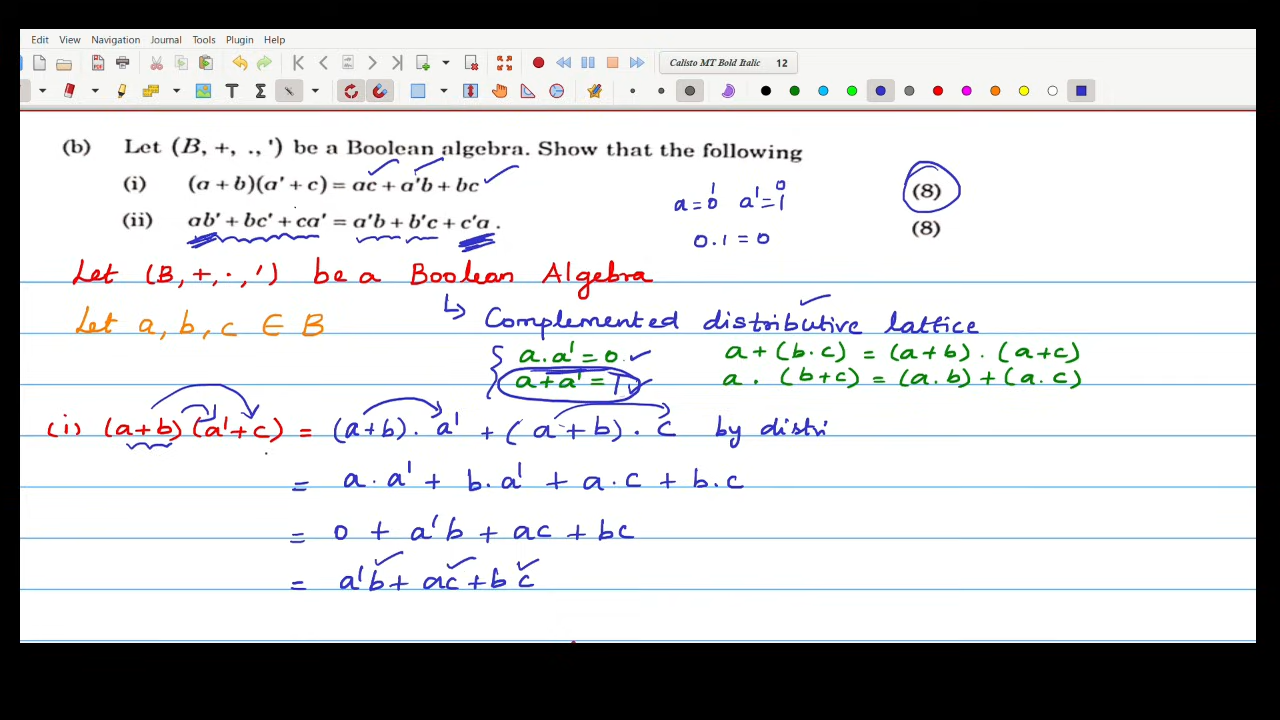 Edit View Navigation Journal Tools Plugin Help
Calisto MT Bold Italic 12
(b) Let (B, +, ., ') be a Boolean algebra. Show that the following
(i) (a + b)(a' + c) = ac + a'b + bc (8)
(ii) ab' + bc' + ca' = a'b + b'c + c'a . (8)
1 0
a = 0 a' = 1
0.1 = 0
Let (B, +, ., ') be a Boolean Algebra
Let a, b, c ∈ B
↳ Complemented distributive lattice
a . a' = 0
a + a' = 1
a + (b . c) = (a+b) . (a+c)
a . (b+c) = (a . b) + (a . c)
(i) (a+b) (a'+c) = (a+b) . a' + (a+b) . c by distri
= a . a' + b . a' + a . c + b . c
= 0 + a'b + ac + bc
= a'b + ac + bc